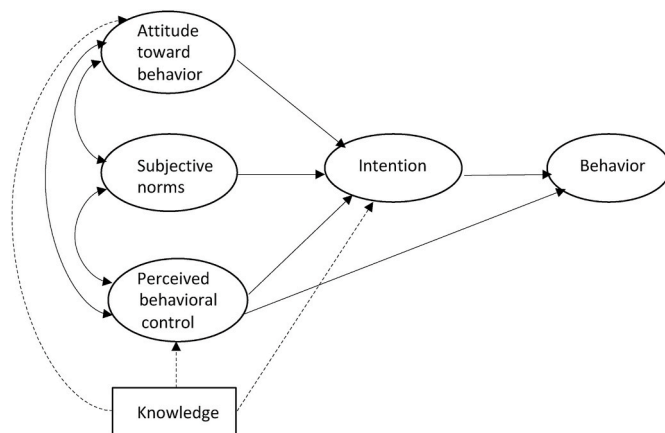 Attitude
toward
behavior
Subjective
norms
Intention
Behavior
Perceived
behavioral
control
Knowledge